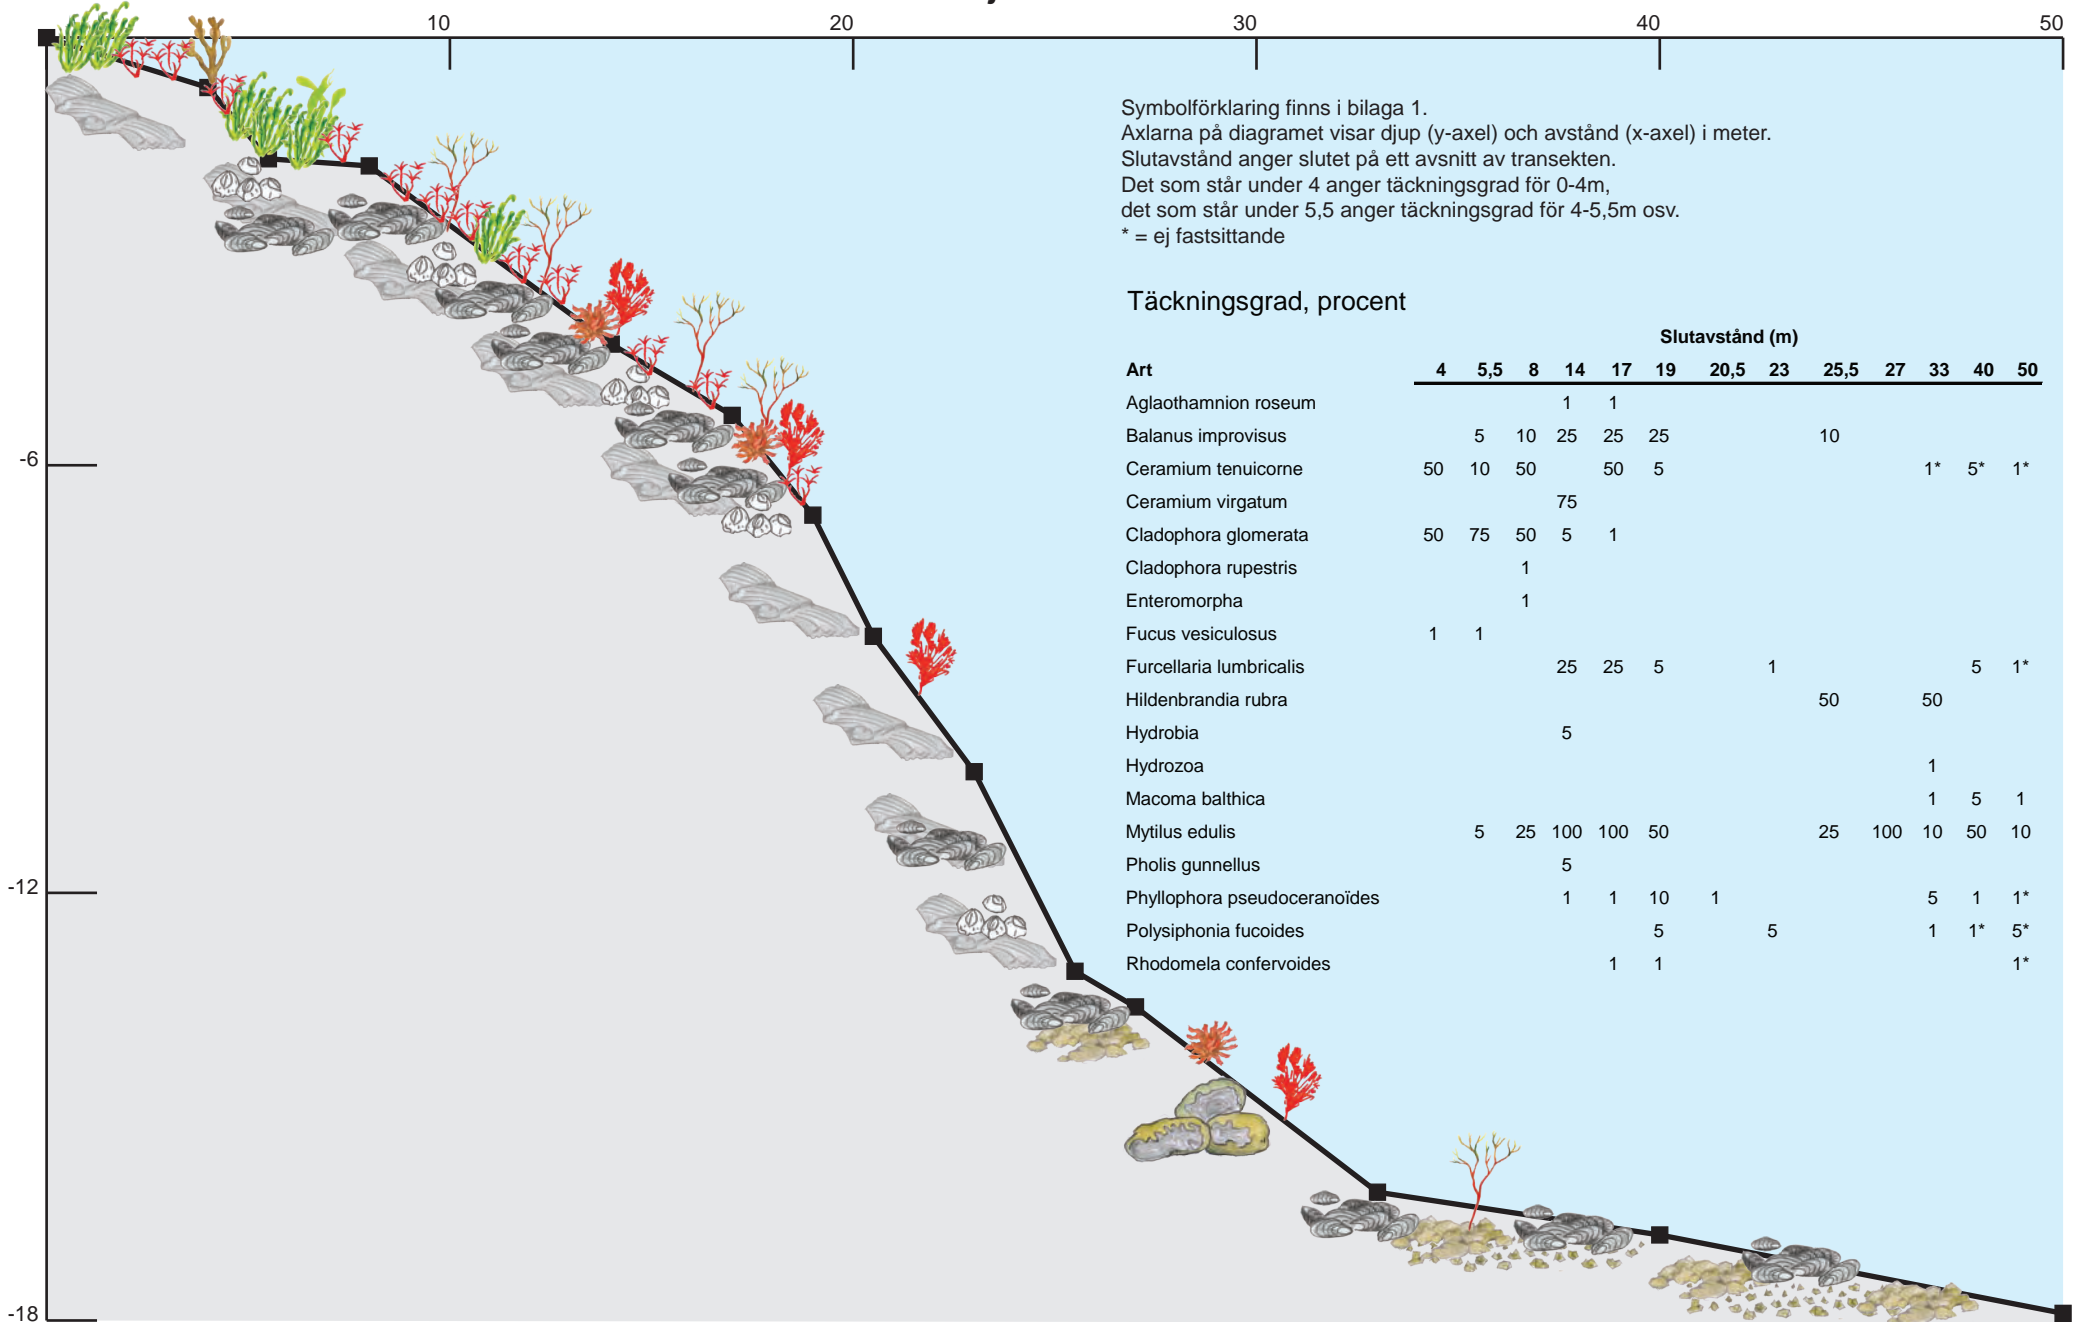 10 20 30 40 50
Symbolförklaring finns i bilaga 1.
Axlarna på diagramet visar djup (y-axel) och avstånd (x-axel) i meter.
Slutavstånd anger slutet på ett avsnitt av transekten.
Det som står under 4 anger täckningsgrad för 0-4m,
det som står under 5,5 anger täckningsgrad för 4-5,5m osv.
* = ej fastsittande
Täckningsgrad, procent
Slutavstånd (m)
Art 4 5,5 8 14 17 19 20,5 23 25,5 27 33 40 50
Aglaothamnion roseum 1 1
Balanus improvisus 5 10 25 25 25 10
-6
Ceramium tenuicorne 50 10 50 50 5 1* 5* 1*
Ceramium virgatum 75
Cladophora glomerata 50 75 50 5 1
Cladophora rupestris 1
Enteromorpha 1
Fucus vesiculosus 1 1
Furcellaria lumbricalis 25 25 5 1 5 1*
Hildenbrandia rubra 50 50
Hydrobia 5
Hydrozoa 1
Macoma balthica 1 5 1
Mytilus edulis 5 25 100 100 50 25 100 10 50 10
Pholis gunnellus 5
-12
Phyllophora pseudoceranoïdes 1 1 10 1 5 1 1*
Polysiphonia fucoides 5 5 1 1* 5*
Rhodomela confervoides 1 1 1*
-18